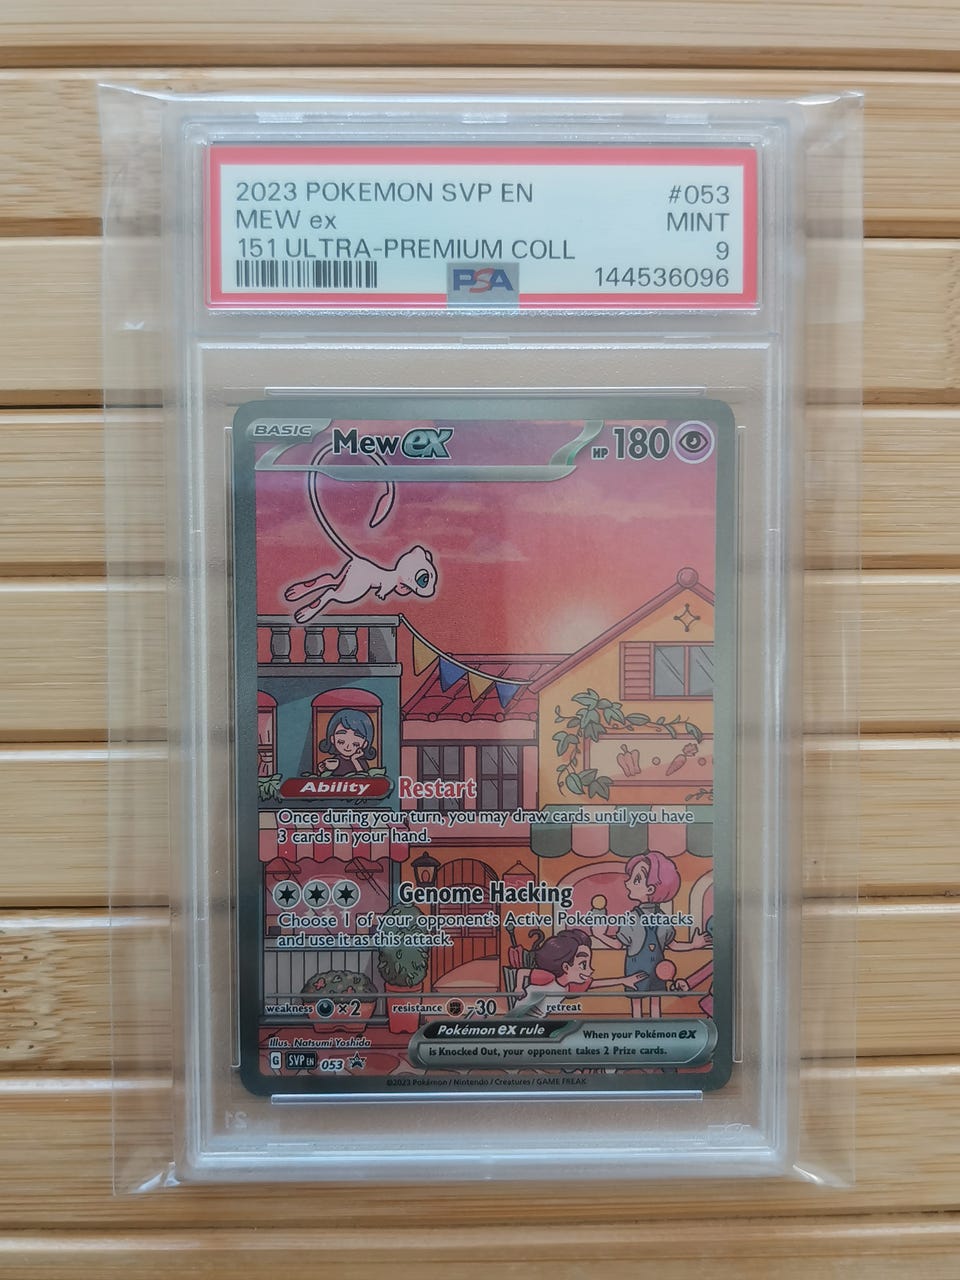 2023 POKEMON SVP EN #053
MEW ex MINT
151 ULTRA-PREMIUM COLL 9
PSA 144536096
BASIC Mew ex HP 180
Ability Restart
Once during your turn, you may draw cards until you have
3 cards in your hand.
Genome Hacking
Choose 1 of your opponent's Active Pokémon's attacks
and use it as this attack.
weakness ×2 resistance -30 retreat
Pokémon ex rule When your Pokémon ex
is Knocked Out, your opponent takes 2 Prize cards.
Illus. Natsumi Yoshida
G SVP EN 053
©2023 Pokémon / Nintendo / Creatures / GAME FREAK